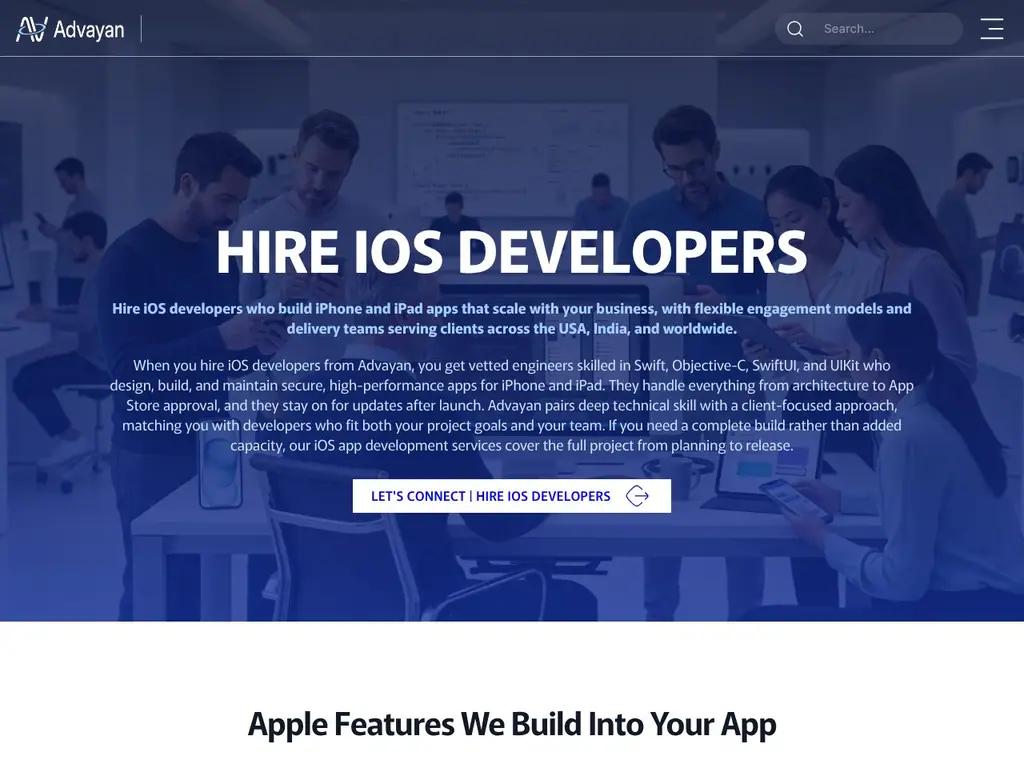 Advayan
Search...
HIRE IOS DEVELOPERS
Hire iOS developers who build iPhone and iPad apps that scale with your business, with flexible engagement models and
delivery teams serving clients across the USA, India, and worldwide.
When you hire iOS developers from Advayan, you get vetted engineers skilled in Swift, Objective-C, SwiftUI, and UIKit who
design, build, and maintain secure, high-performance apps for iPhone and iPad. They handle everything from architecture to App
Store approval, and they stay on for updates after launch. Advayan pairs deep technical skill with a client-focused approach,
matching you with developers who fit both your project goals and your team. If you need a complete build rather than added
capacity, our iOS app development services cover the full project from planning to release.
LET'S CONNECT | HIRE IOS DEVELOPERS
Apple Features We Build Into Your App